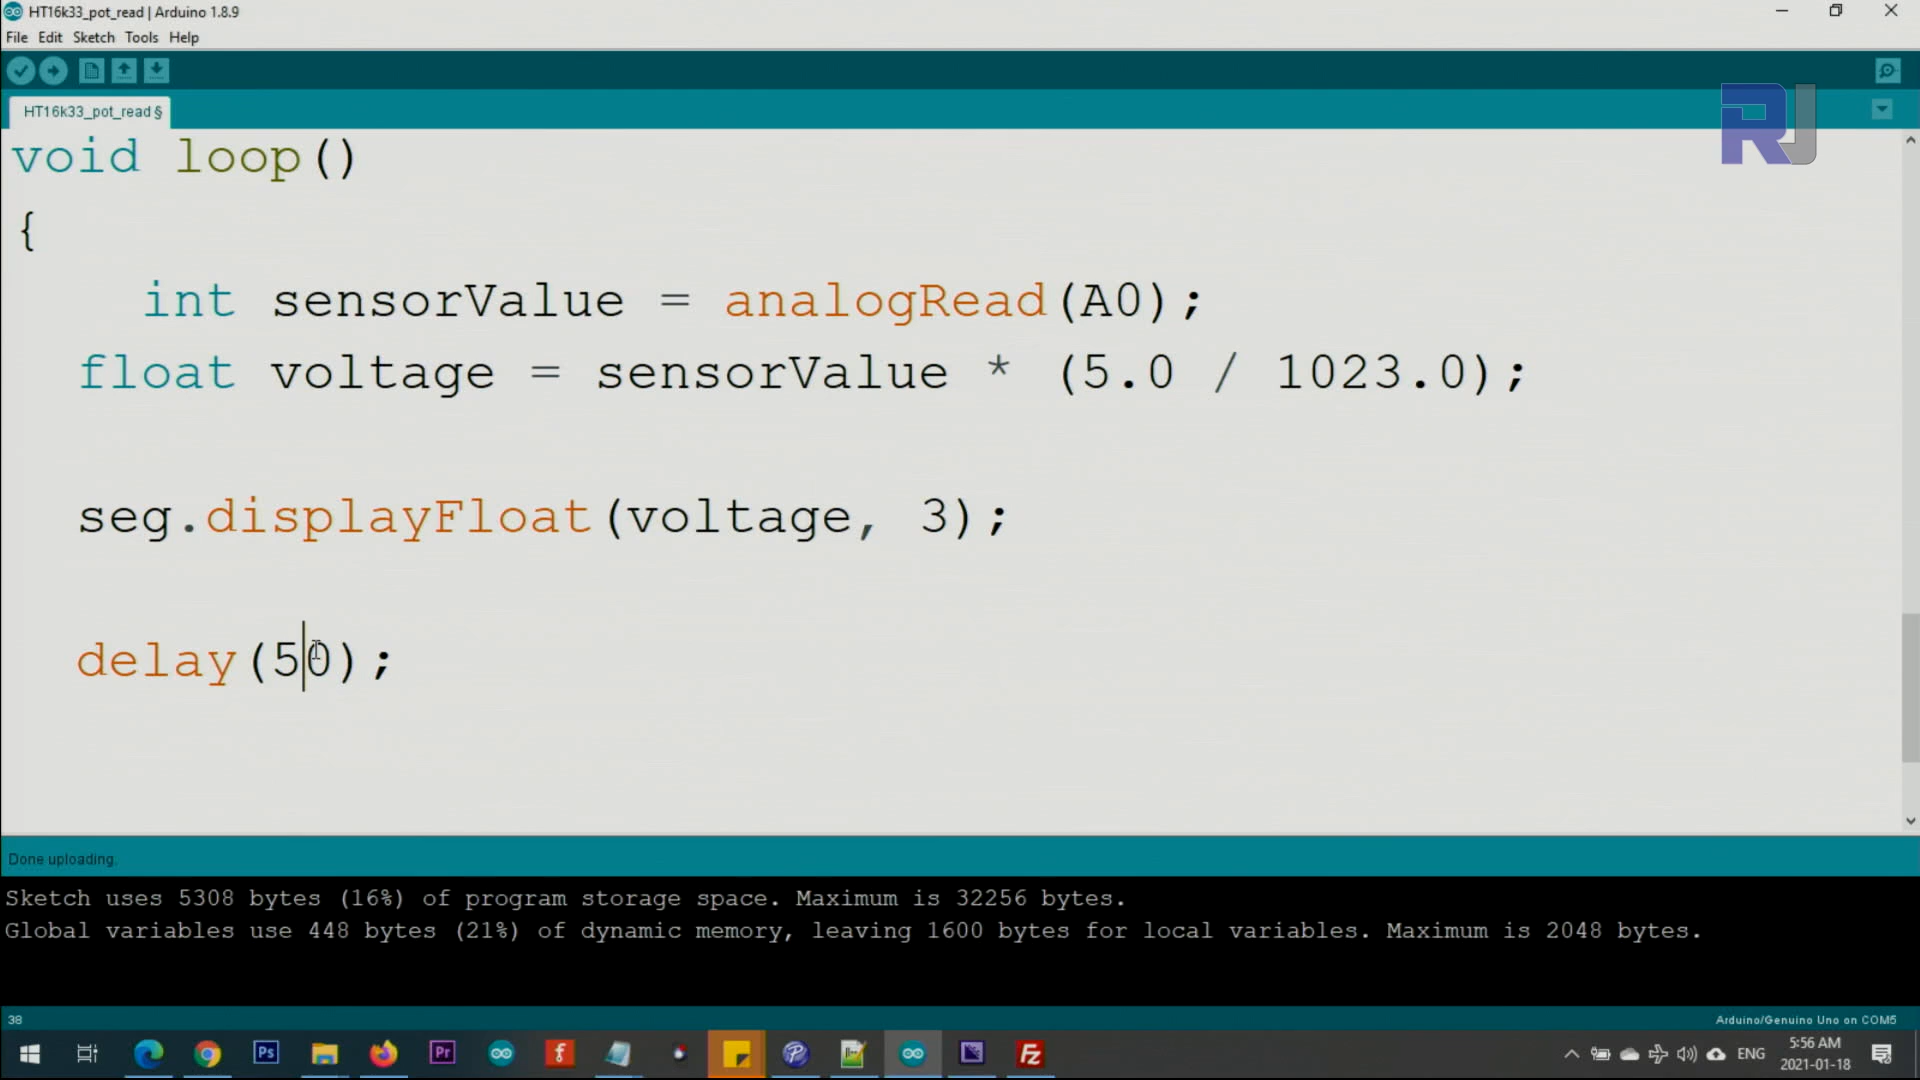 HT16k33_pot_read | Arduino 1.8.9
File Edit Sketch Tools Help
HT16k33_pot_read §
RJ
void loop()
{
int sensorValue = analogRead(A0);
float voltage = sensorValue * (5.0 / 1023.0);
seg.displayFloat(voltage, 3);
delay(50);
Done uploading.
Sketch uses 5308 bytes (16%) of program storage space. Maximum is 32256 bytes.
Global variables use 448 bytes (21%) of dynamic memory, leaving 1600 bytes for local variables. Maximum is 2048 bytes.
38
Arduino/Genuino Uno on COM5
Ps Pr f P Fz
ENG
5:56 AM
2021-01-18